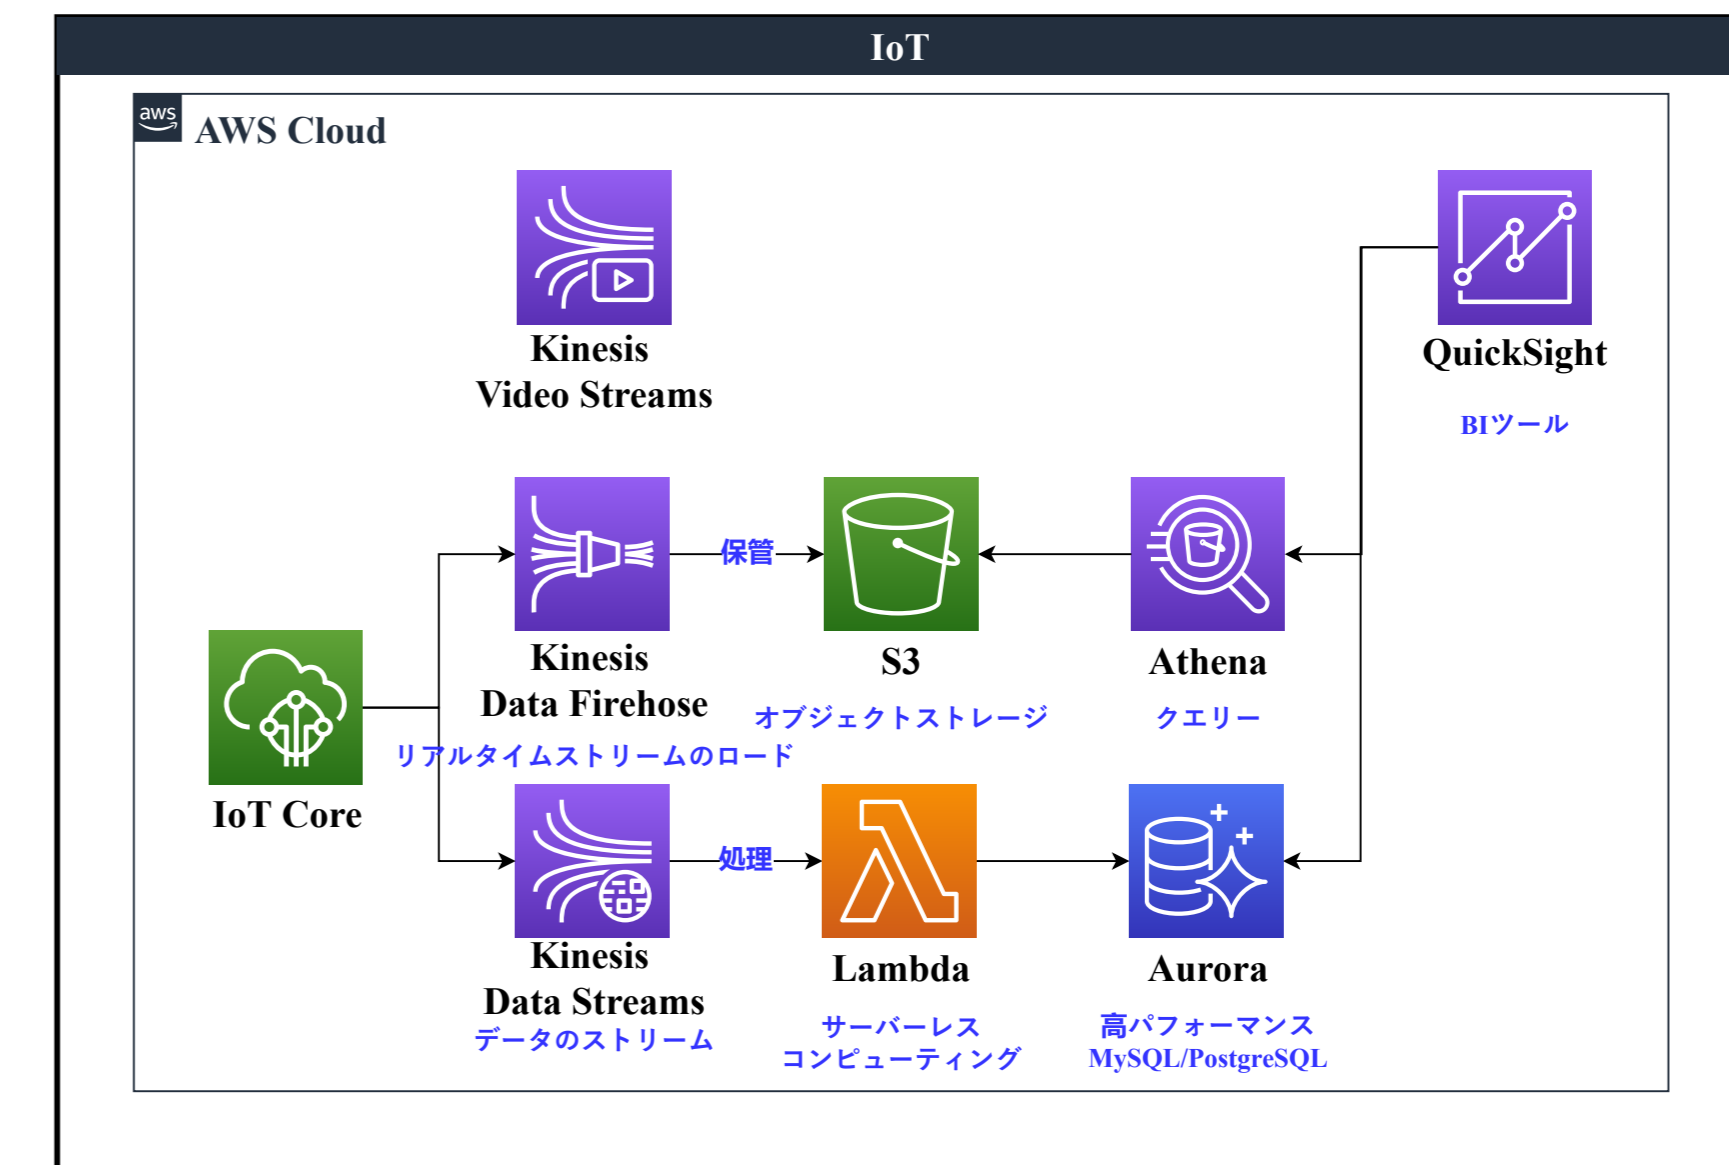 IoT
aws
AWS Cloud
Kinesis
Video Streams
QuickSight
BIツール
保管
Kinesis
Data Firehose
リアルタイムストリームのロード
S3
オブジェクトストレージ
Athena
クエリー
IoT Core
処理
Kinesis
Data Streams
データのストリーム
Lambda
サーバーレス
コンピューティング
Aurora
高パフォーマンス
MySQL/PostgreSQL